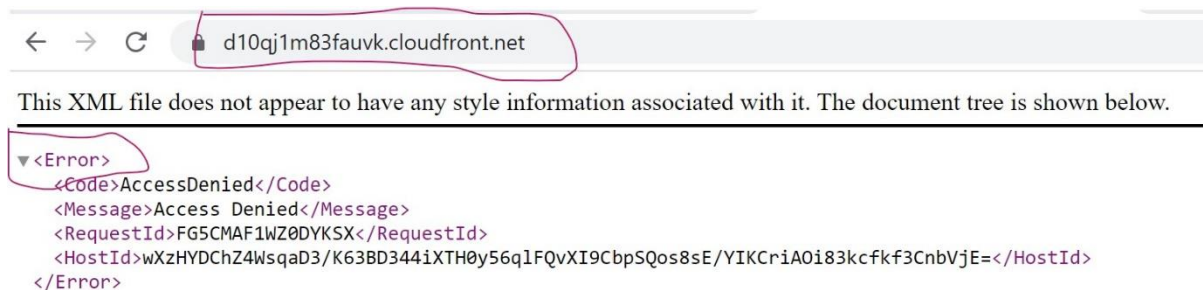 d10qj1m83fauvk.cloudfront.net
This XML file does not appear to have any style information associated with it. The document tree is shown below.
<Error>
<Code>AccessDenied</Code>
<Message>Access Denied</Message>
<RequestId>FG5CMAF1WZ0DYKSX</RequestId>
<HostId>wXzHYDChZ4WsqaD3/K63BD344iXTH0y56qlFQvXI9CbpSQos8sE/YIKCriAOi83kcfkf3CnbVjE=</HostId>
</Error>